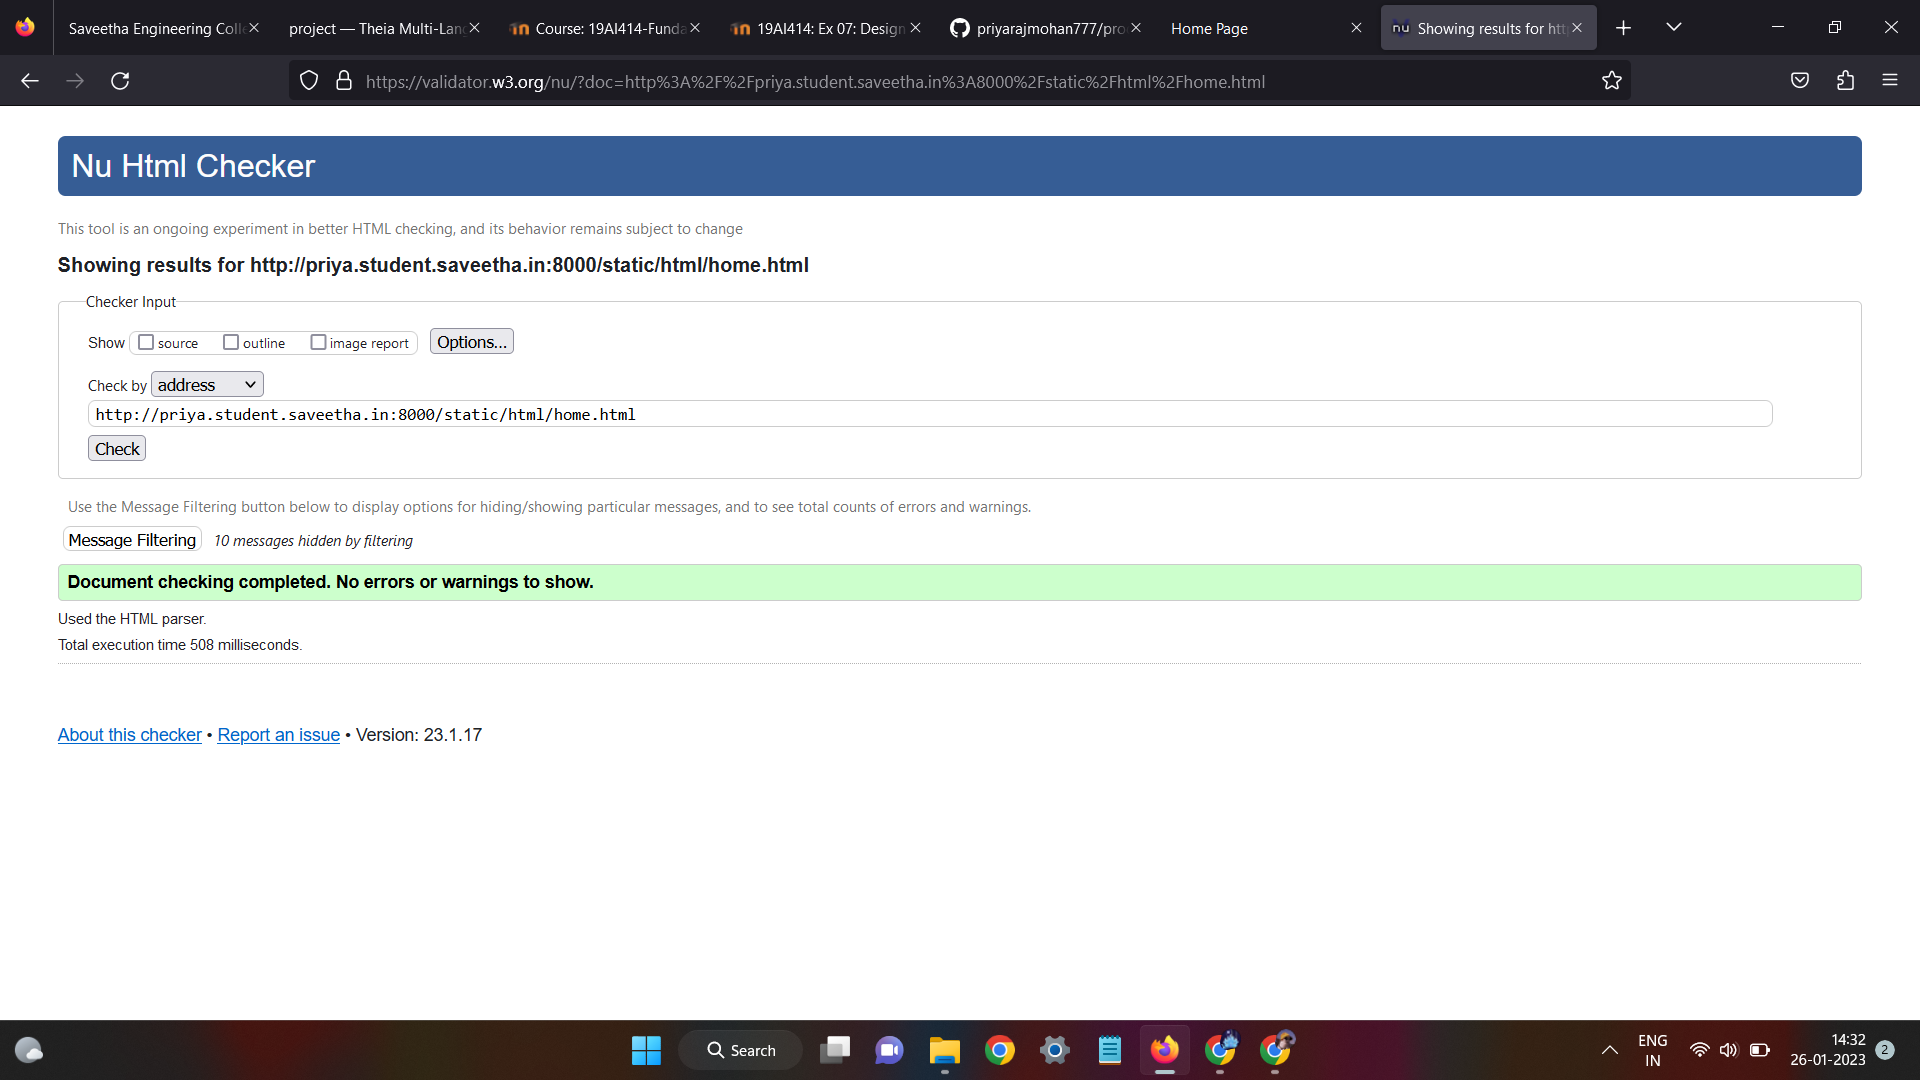 Saveetha Engineering Coll
project — Theia Multi-Lang
Course: 19AI414-Funda
19AI414: Ex 07: Design
priyarajmohan777/pro
Home Page
nu Showing results for htt
https://validator.w3.org/nu/?doc=http%3A%2F%2Fpriya.student.saveetha.in%3A8000%2Fstatic%2Fhtml%2Fhome.html
Nu Html Checker
This tool is an ongoing experiment in better HTML checking, and its behavior remains subject to change
Showing results for http://priya.student.saveetha.in:8000/static/html/home.html
Checker Input
Show source outline image report Options...
Check by address
http://priya.student.saveetha.in:8000/static/html/home.html
Check
Use the Message Filtering button below to display options for hiding/showing particular messages, and to see total counts of errors and warnings.
Message Filtering 10 messages hidden by filtering
Document checking completed. No errors or warnings to show.
Used the HTML parser.
Total execution time 508 milliseconds.
About this checker • Report an issue • Version: 23.1.17
Search
ENG
IN
14:32
26-01-2023
2